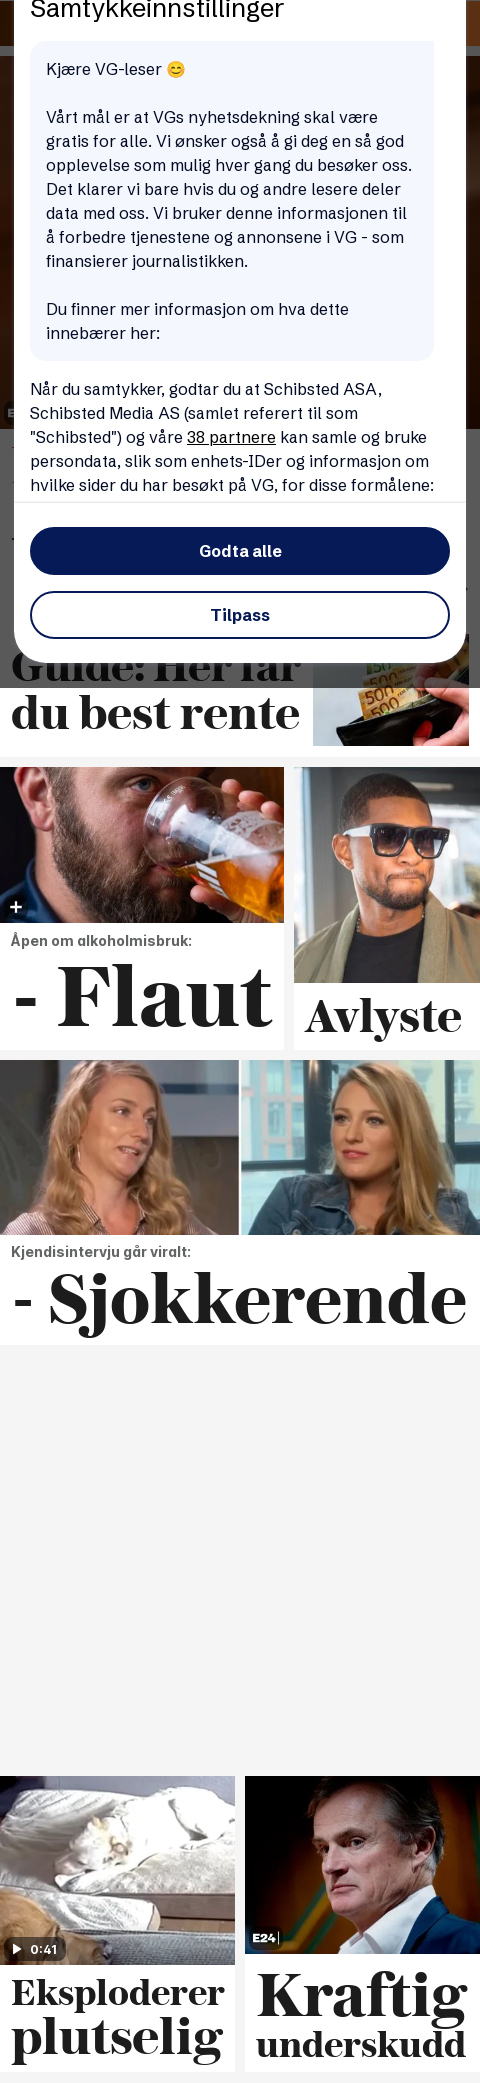 Samtykkeinnstillinger
Kjære VG-leser 😊
Vårt mål er at VGs nyhetsdekning skal være
gratis for alle. Vi ønsker også å gi deg en så god
opplevelse som mulig hver gang du besøker oss.
Det klarer vi bare hvis du og andre lesere deler
data med oss. Vi bruker denne informasjonen til
å forbedre tjenestene og annonsene i VG - som
finansierer journalistikken.
Du finner mer informasjon om hva dette
innebærer her:
Når du samtykker, godtar du at Schibsted ASA,
Schibsted Media AS (samlet referert til som
"Schibsted") og våre 38 partnere kan samle og bruke
persondata, slik som enhets-IDer og informasjon om
hvilke sider du har besøkt på VG, for disse formålene:
Godta alle
Tilpass
Guide: Her får
du best rente
500
500
Åpen om alkoholmisbruk:
- Flaut
Avlyste
Kjendisintervju går viralt:
- Sjokkerende
0:41
E24
Eksploderer
plutselig
Kraftig
underskudd